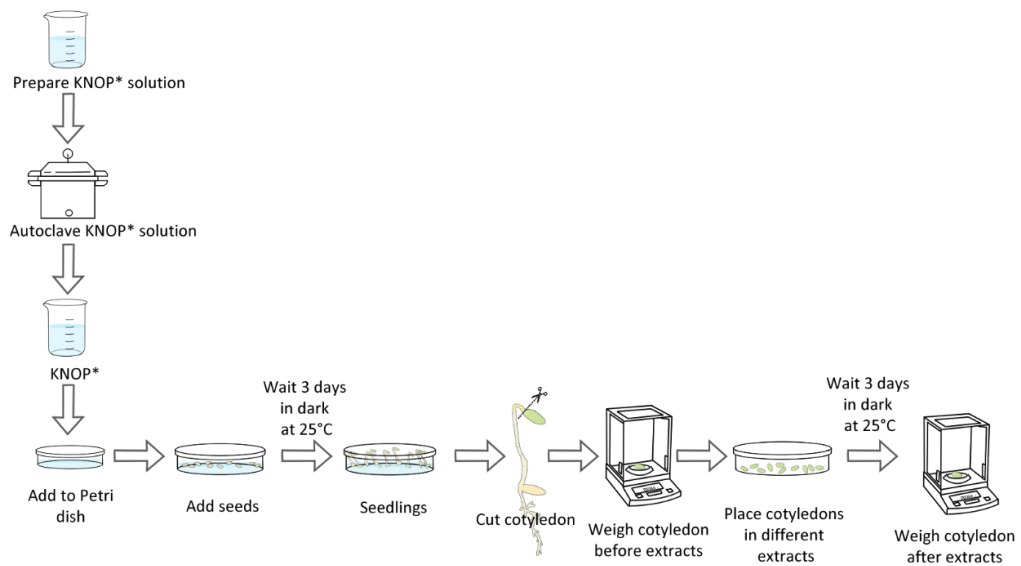 Prepare KNOP* solution
Autoclave KNOP* solution
KNOP*
Add to Petri
dish
Add seeds
Wait 3 days
in dark
at 25°C
Seedlings
Cut cotyledon
Weigh cotyledon
before extracts
Place cotyledons
in different
extracts
Wait 3 days
in dark
at 25°C
Weigh cotyledon
after extracts